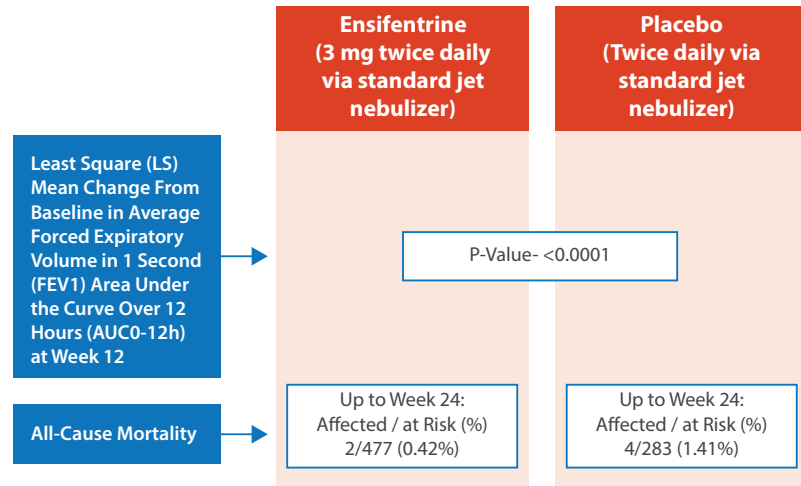 Ensifentrine
(3 mg twice daily
via standard jet
nebulizer)
Placebo
(Twice daily via
standard jet
nebulizer)
Least Square (LS)
Mean Change From
Baseline in Average
Forced Expiratory
Volume in 1 Second
(FEV1) Area Under
the Curve Over 12
Hours (AUC0-12h)
at Week 12
P-Value- <0.0001
All-Cause Mortality
Up to Week 24:
Affected / at Risk (%)
2/477 (0.42%)
Up to Week 24:
Affected / at Risk (%)
4/283 (1.41%)